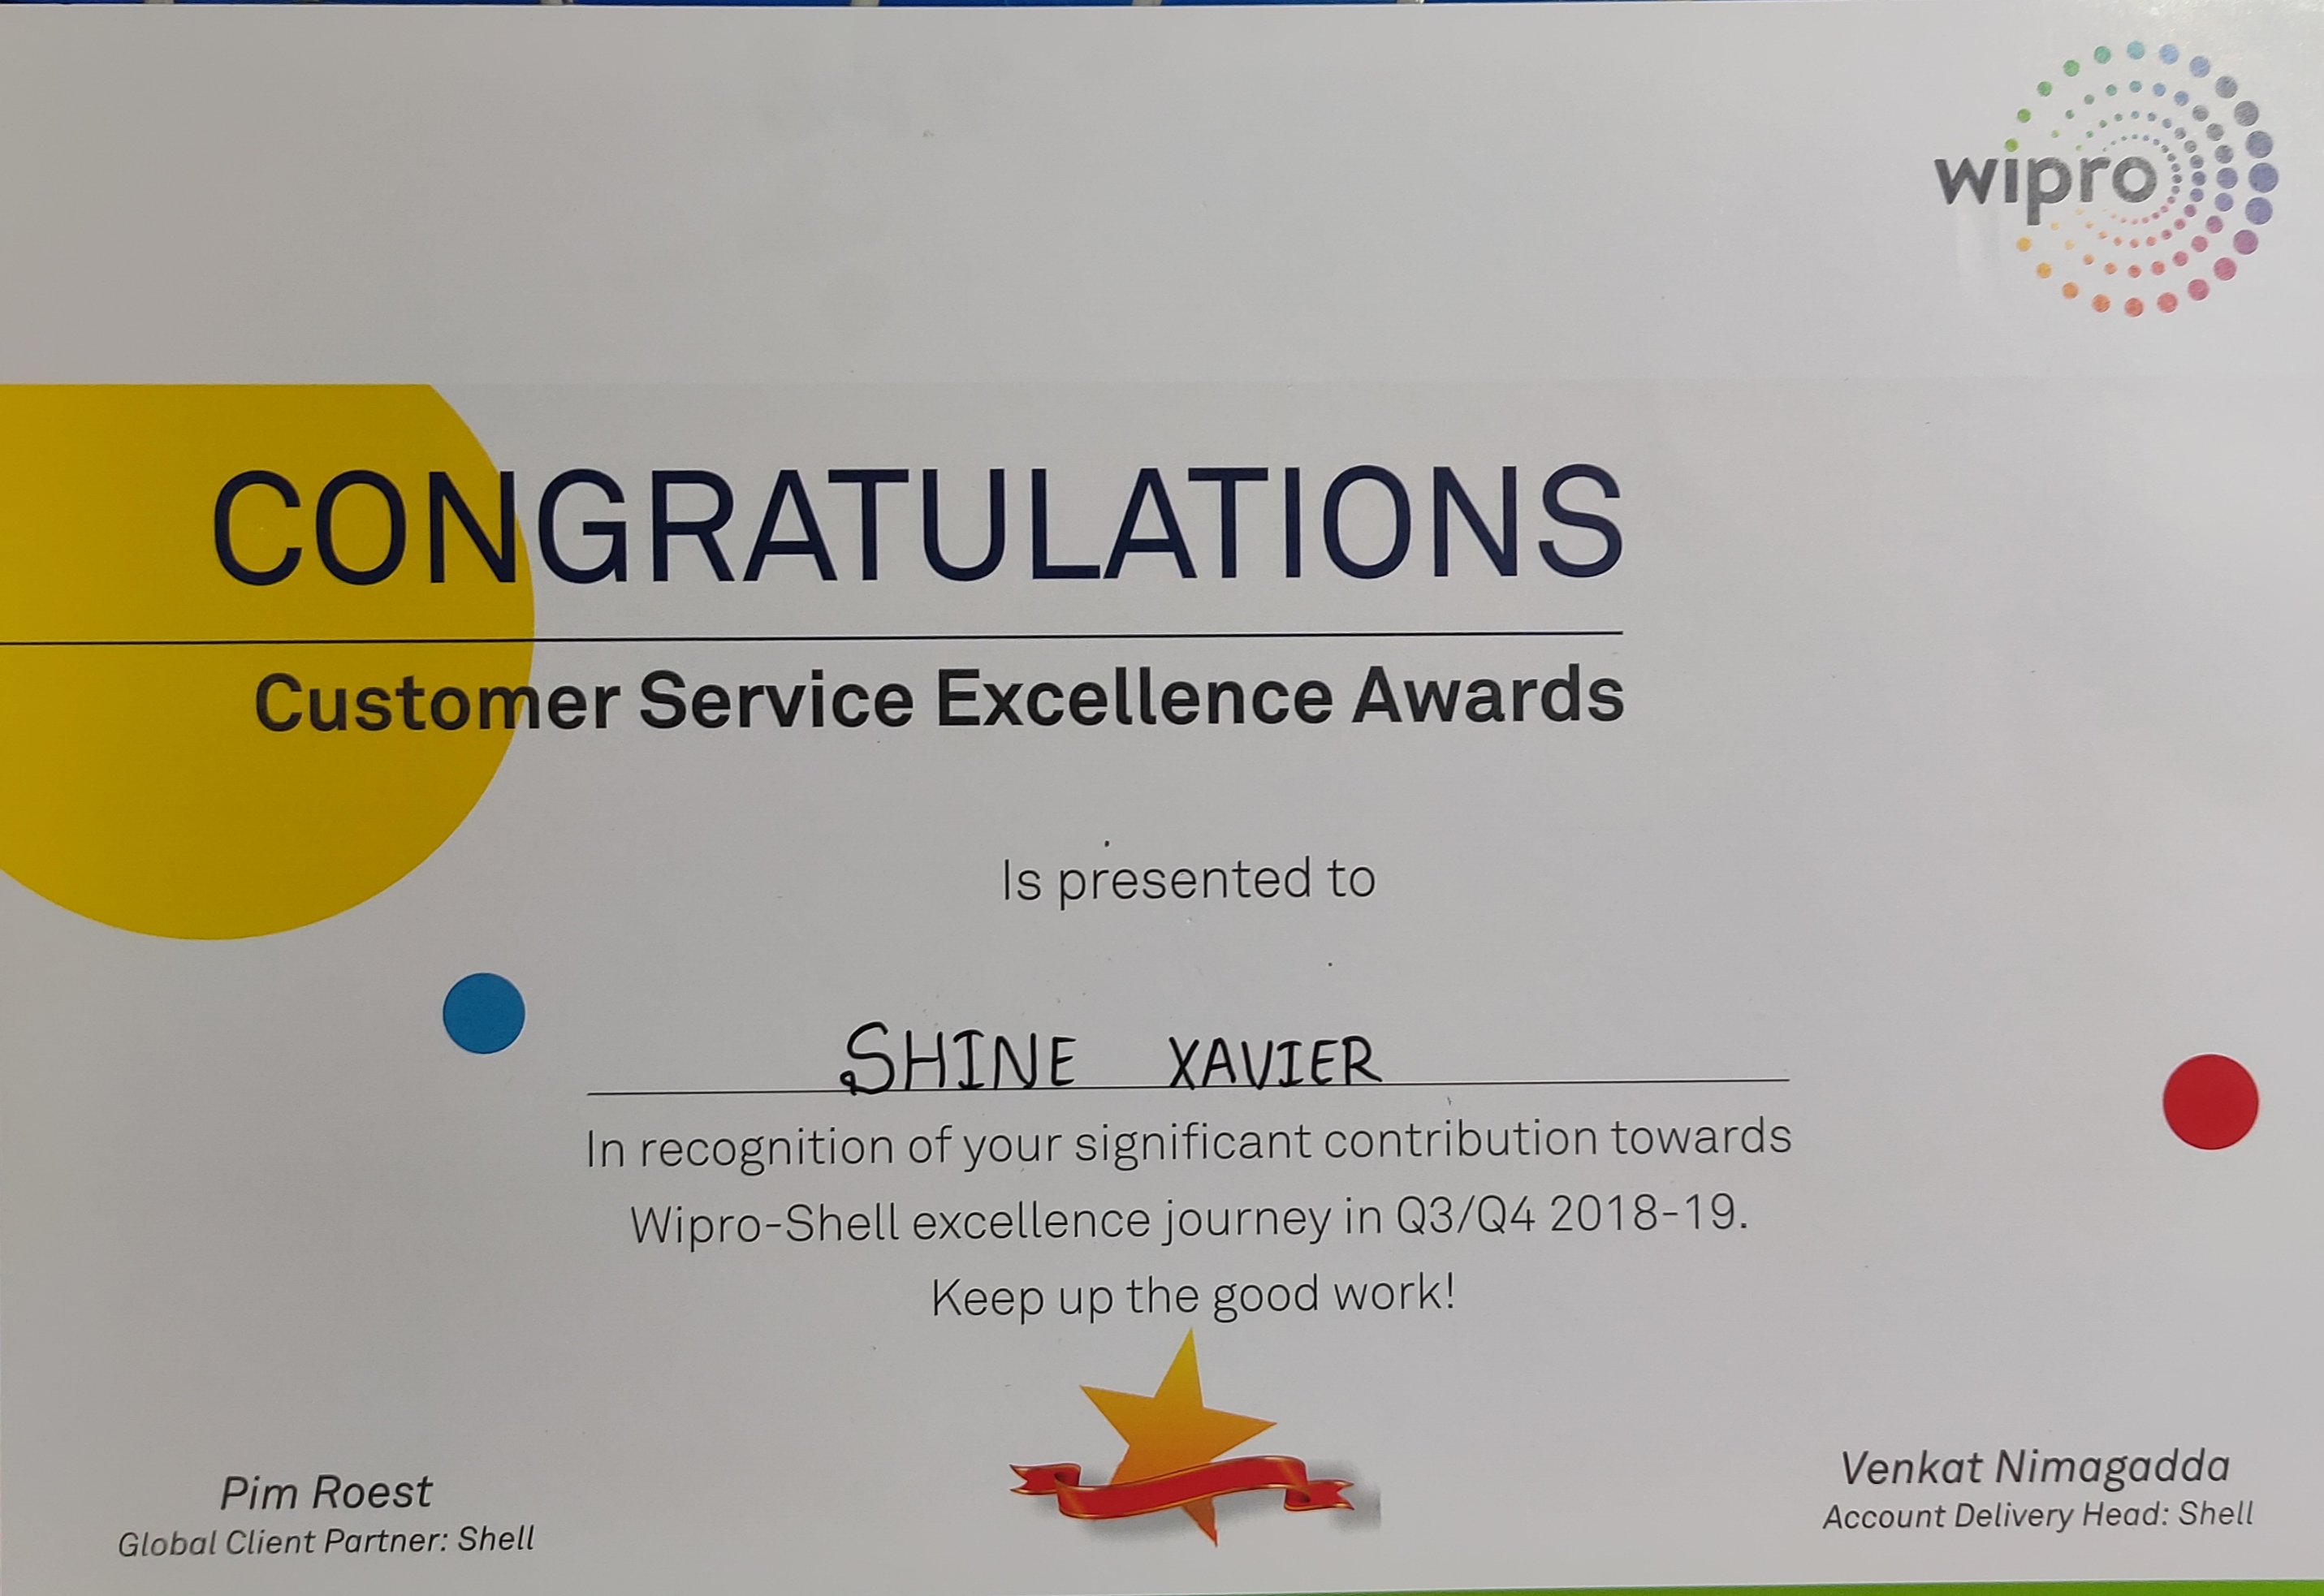 wipro
CONGRATULATIONS
Customer Service Excellence Awards
Is presented to
SHINE XAVIER
In recognition of your significant contribution towards
Wipro-Shell excellence journey in Q3/Q4 2018-19.
Keep up the good work!
Pim Roest
Global Client Partner: Shell
Venkat Nimagadda
Account Delivery Head: Shell